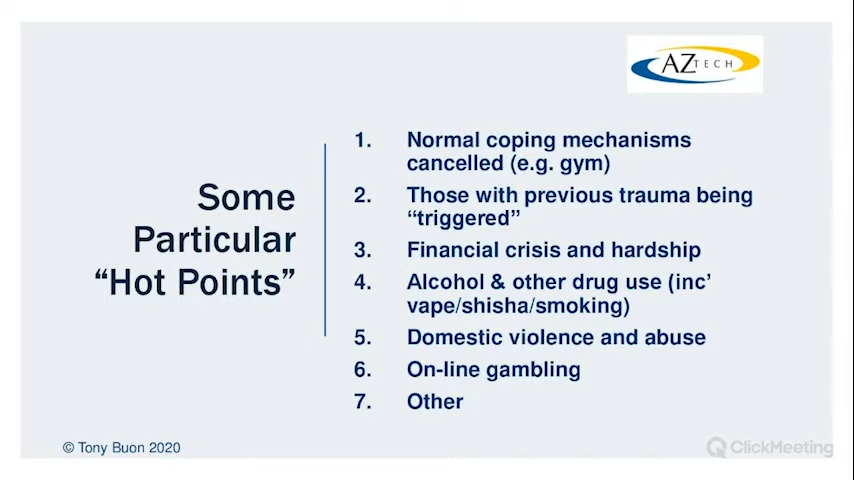 AZTECH
Some
Particular
“Hot Points”
1. Normal coping mechanisms
cancelled (e.g. gym)
2. Those with previous trauma being
“triggered”
3. Financial crisis and hardship
4. Alcohol & other drug use (inc’
vape/shisha/smoking)
5. Domestic violence and abuse
6. On-line gambling
7. Other
© Tony Buon 2020
ClickMeeting